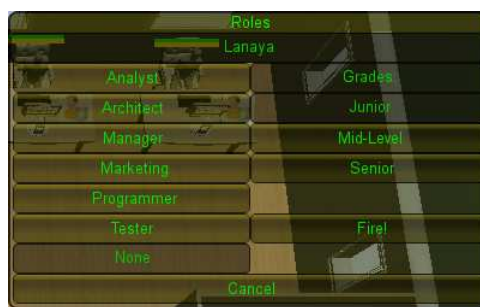 Roles
Lanaya
Analyst
Grades
Architect
Junior
Manager
Mid-Level
Marketing
Senior
Programmer
Tester
Fire!
None
Cancel